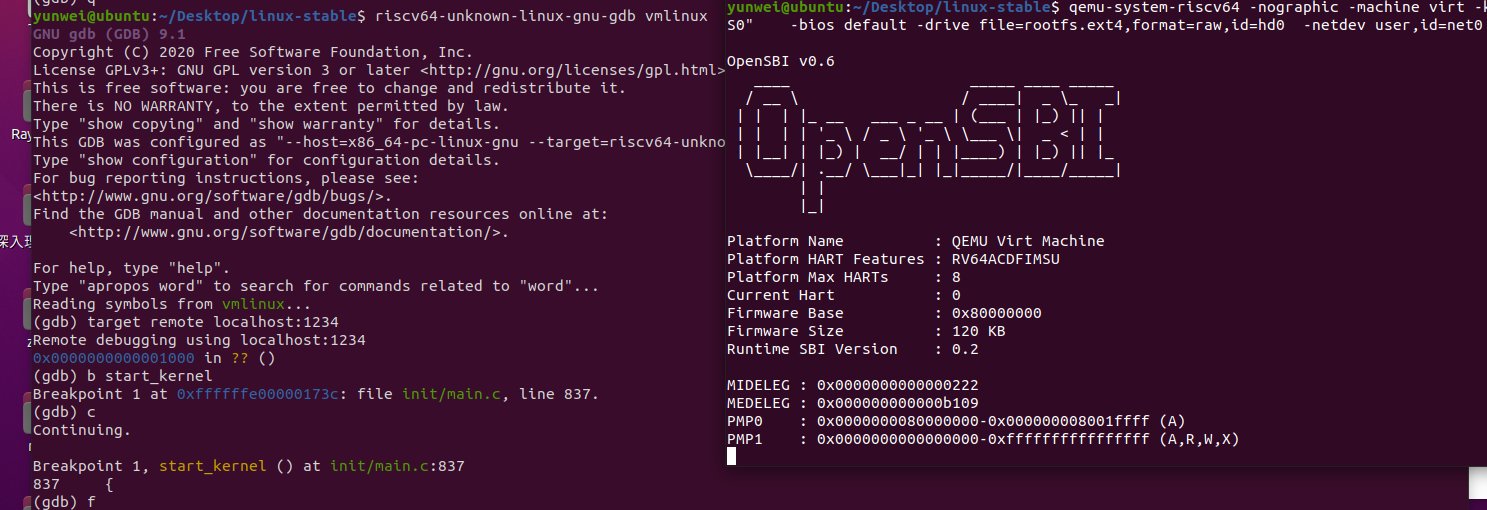 (gdb) q
yunwei@ubuntu:~/Desktop/linux-stable$ riscv64-unknown-linux-gnu-gdb vmlinux
GNU gdb (GDB) 9.1
Copyright (C) 2020 Free Software Foundation, Inc.
License GPLv3+: GNU GPL version 3 or later <http://gnu.org/licenses/gpl.html>
This is free software: you are free to change and redistribute it.
There is NO WARRANTY, to the extent permitted by law.
Type "show copying" and "show warranty" for details.
This GDB was configured as "--host=x86_64-pc-linux-gnu --target=riscv64-unkno
Type "show configuration" for configuration details.
For bug reporting instructions, please see:
<http://www.gnu.org/software/gdb/bugs/>.
Find the GDB manual and other documentation resources online at:
    <http://www.gnu.org/software/gdb/documentation/>.
For help, type "help".
Type "apropos word" to search for commands related to "word"...
Reading symbols from vmlinux...
(gdb) target remote localhost:1234
Remote debugging using localhost:1234
0x0000000000001000 in ?? ()
(gdb) b start_kernel
Breakpoint 1 at 0xffffffe00000173c: file init/main.c, line 837.
(gdb) c
Continuing.
Breakpoint 1, start_kernel () at init/main.c:837
837     {
(gdb) f
yunwei@ubuntu:~/Desktop/linux-stable$ qemu-system-riscv64 -nographic -machine virt -k
S0"    -bios default -drive file=rootfs.ext4,format=raw,id=hd0  -netdev user,id=net0
OpenSBI v0.6
OpenSBI
Platform Name          : QEMU Virt Machine
Platform HART Features : RV64ACDFIMSU
Platform Max HARTs     : 8
Current Hart           : 0
Firmware Base          : 0x80000000
Firmware Size          : 120 KB
Runtime SBI Version    : 0.2
MIDELEG : 0x0000000000000222
MEDELEG : 0x000000000000b109
PMP0    : 0x0000000080000000-0x000000008001ffff (A)
PMP1    : 0x0000000000000000-0xffffffffffffffff (A,R,W,X)
Ray
深入理